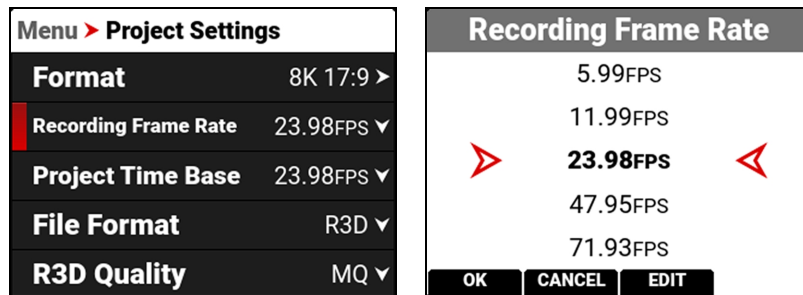 Menu ➤ Project Settings
Format 8K 17:9 ➤
Recording Frame Rate 23.98FPS
Project Time Base 23.98FPS
File Format R3D
R3D Quality MQ
Recording Frame Rate
5.99FPS
11.99FPS
23.98FPS
47.95FPS
71.93FPS
OK CANCEL EDIT